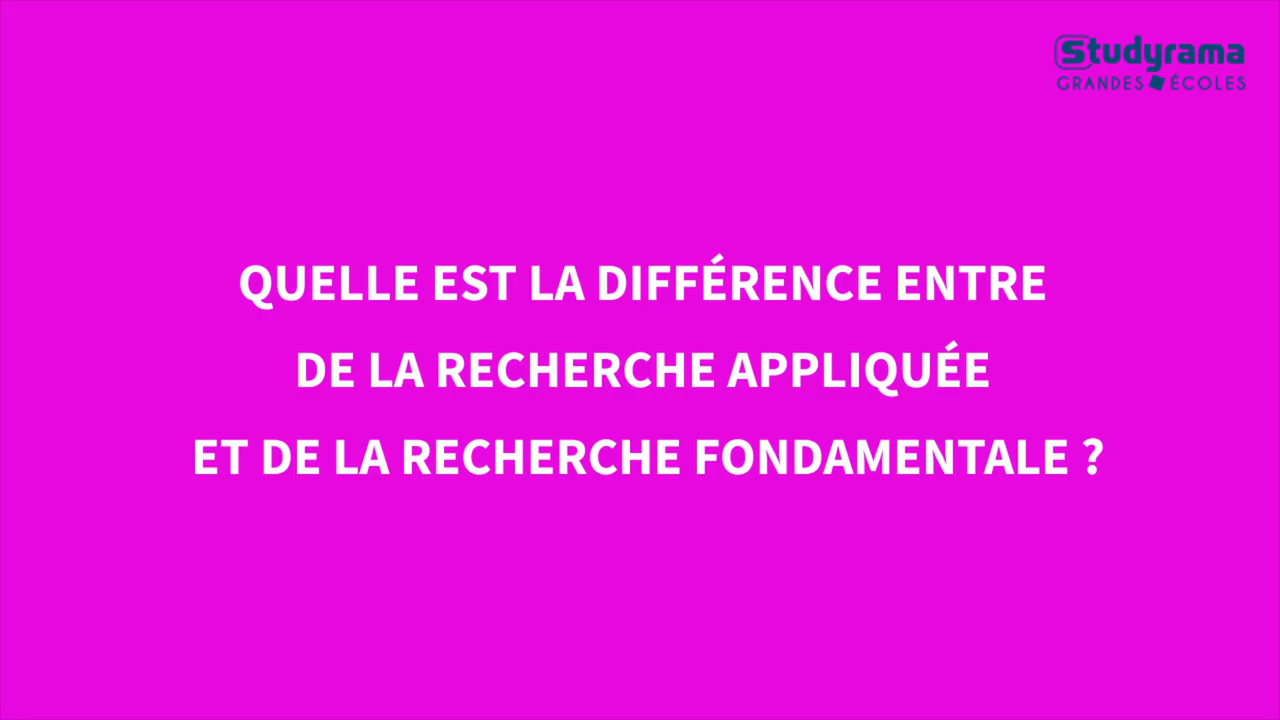 Studyrama
GRANDES ÉCOLES
QUELLE EST LA DIFFÉRENCE ENTRE
DE LA RECHERCHE APPLIQUÉE
ET DE LA RECHERCHE FONDAMENTALE ?